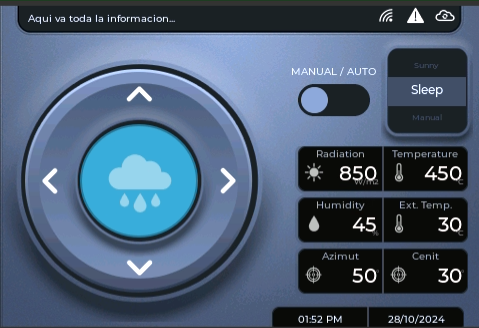 Aqui va toda la informacion...
MANUAL / AUTO
Sunny
Sleep
Manual
Radiation
850
W/m2
Temperature
450
C
Humidity
45
%
Ext. Temp.
30
C
Azimut
50
Cenit
30
01:52 PM
28/10/2024